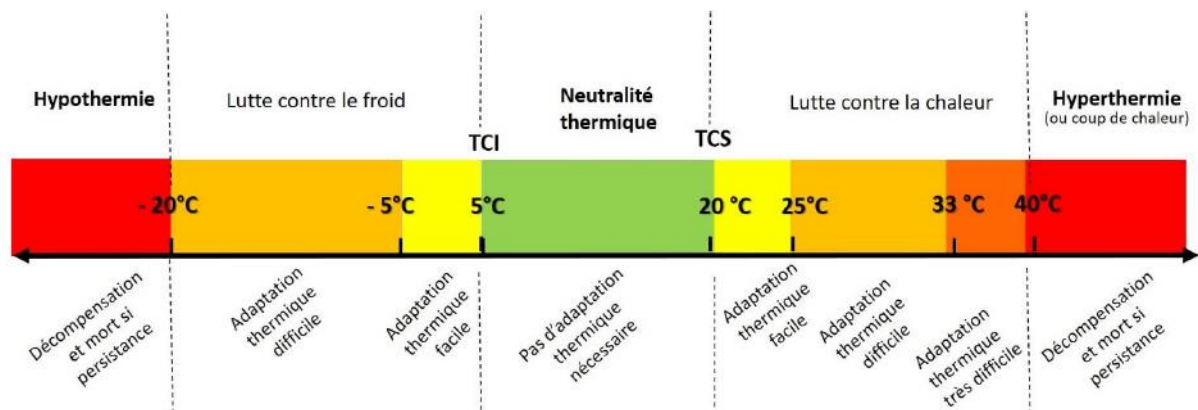 Hypothermie
Lutte contre le froid
Neutralité
thermique
Lutte contre la chaleur
Hyperthermie
(ou coup de chaleur)
TCI
TCS
- 20°C
- 5°C
5°C
20 °C
25°C
33 °C
40°C
Décompensation
et mort si
persistance
Adaptation
thermique
difficile
Adaptation
thermique
facile
Pas d'adaptation
thermique
nécessaire
Adaptation
thermique
facile
Adaptation
thermique
difficile
Adaptation
thermique
très difficile
Décompensation
et mort si
persistance